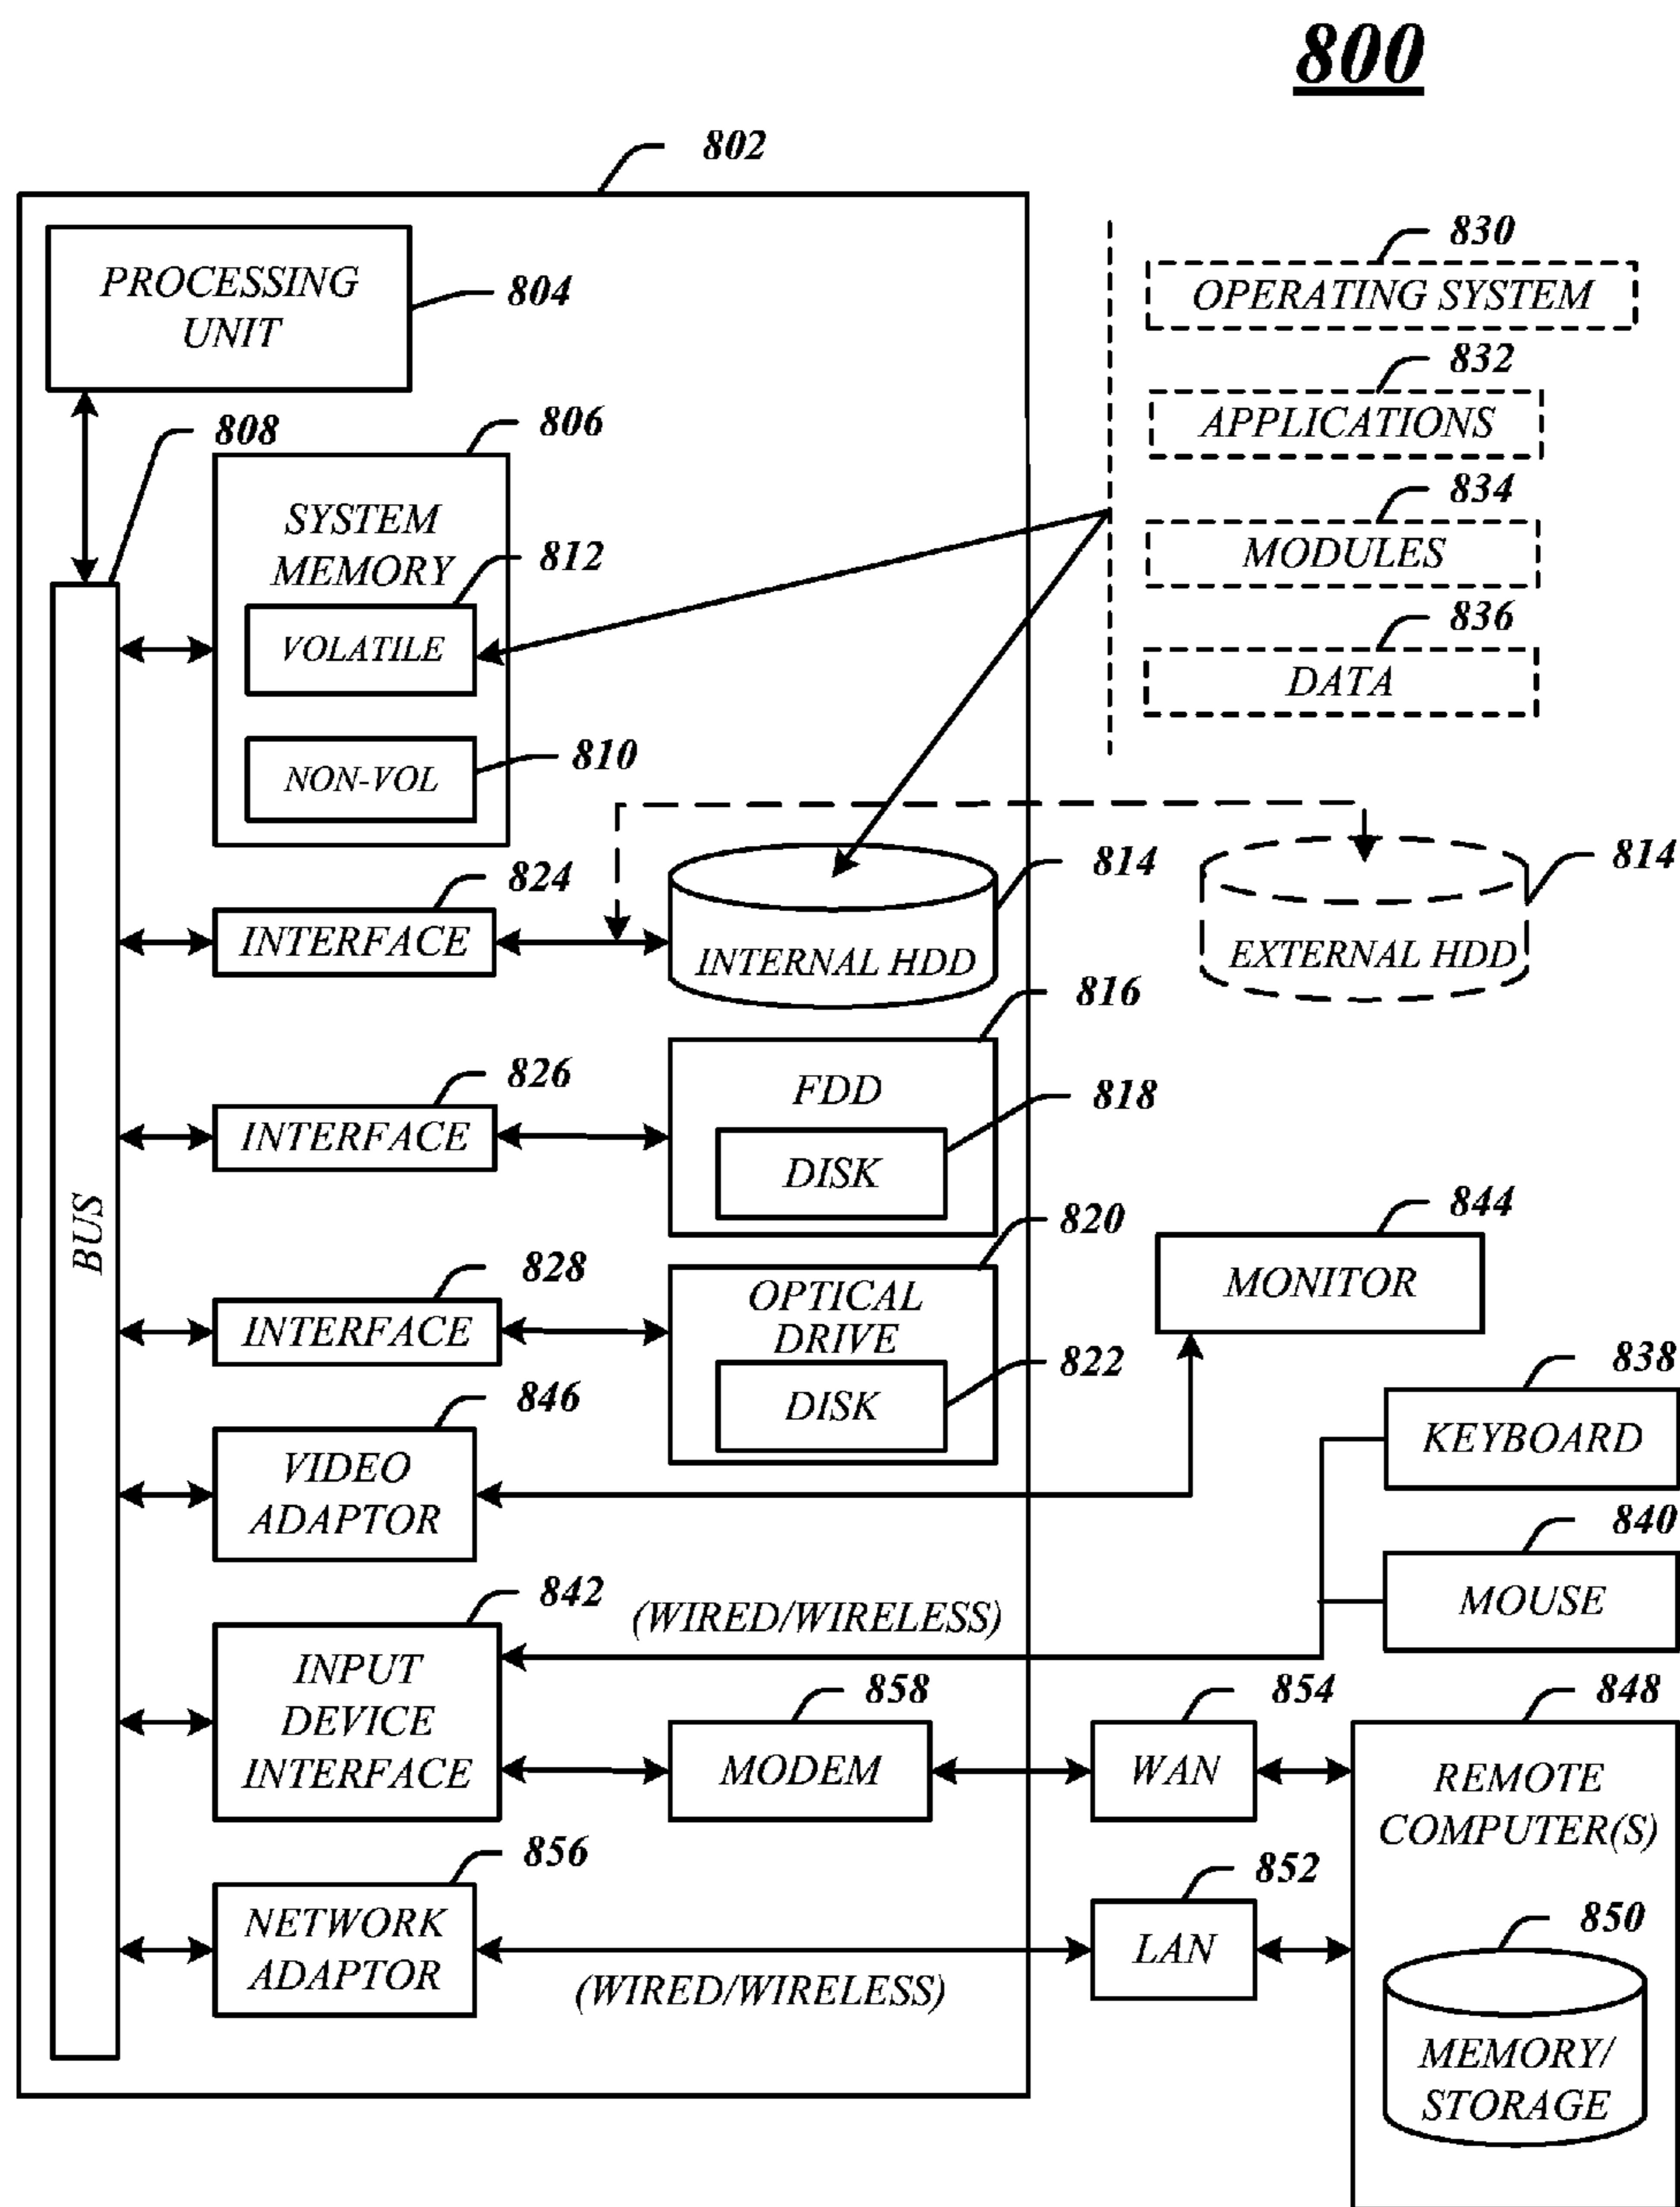 800
802
PROCESSING
UNIT
804
830
OPERATING SYSTEM
832
APPLICATIONS
834
MODULES
836
DATA
808
806
SYSTEM
MEMORY
812
VOLATILE
810
NON-VOL
824
INTERFACE
814
INTERNAL HDD
814
EXTERNAL HDD
816
FDD
818
DISK
826
INTERFACE
BUS
820
OPTICAL
DRIVE
822
DISK
828
INTERFACE
844
MONITOR
838
KEYBOARD
846
VIDEO
ADAPTOR
840
MOUSE
842
INPUT
DEVICE
INTERFACE
(WIRED/WIRELESS)
858
MODEM
854
WAN
848
REMOTE
COMPUTER(S)
856
NETWORK
ADAPTOR
(WIRED/WIRELESS)
852
LAN
850
MEMORY/
STORAGE